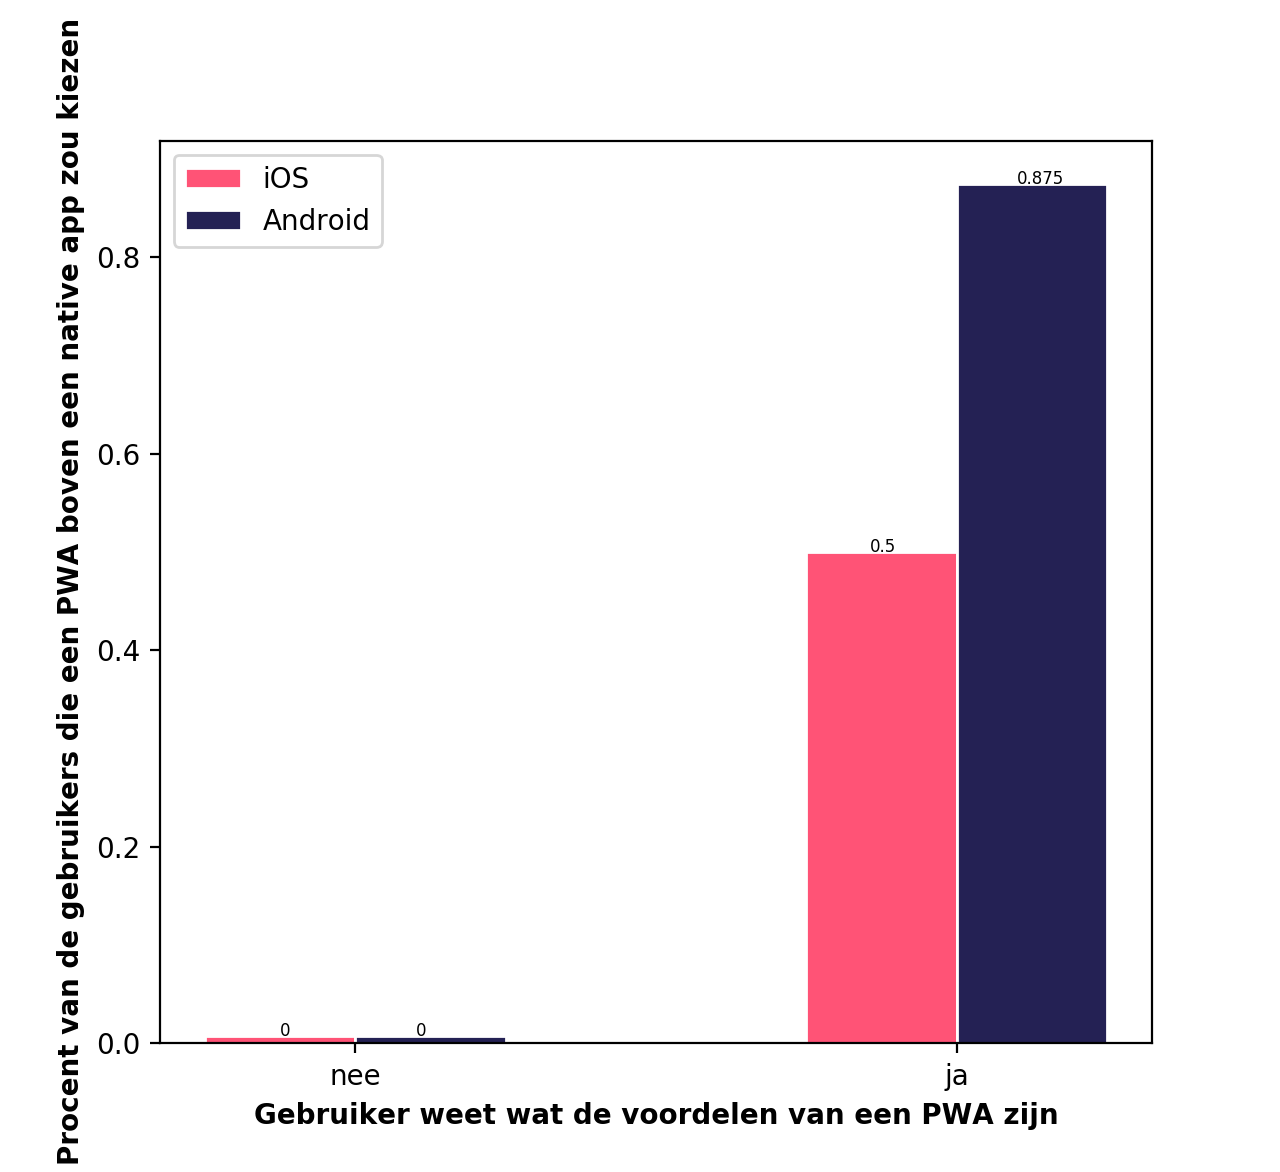 Procent van de gebruikers die een PWA boven een native app zou kiezen
iOS
Android
0.875
0.8
0.6
0.5
0.4
0.2
0 0
0.0
nee ja
Gebruiker weet wat de voordelen van een PWA zijn